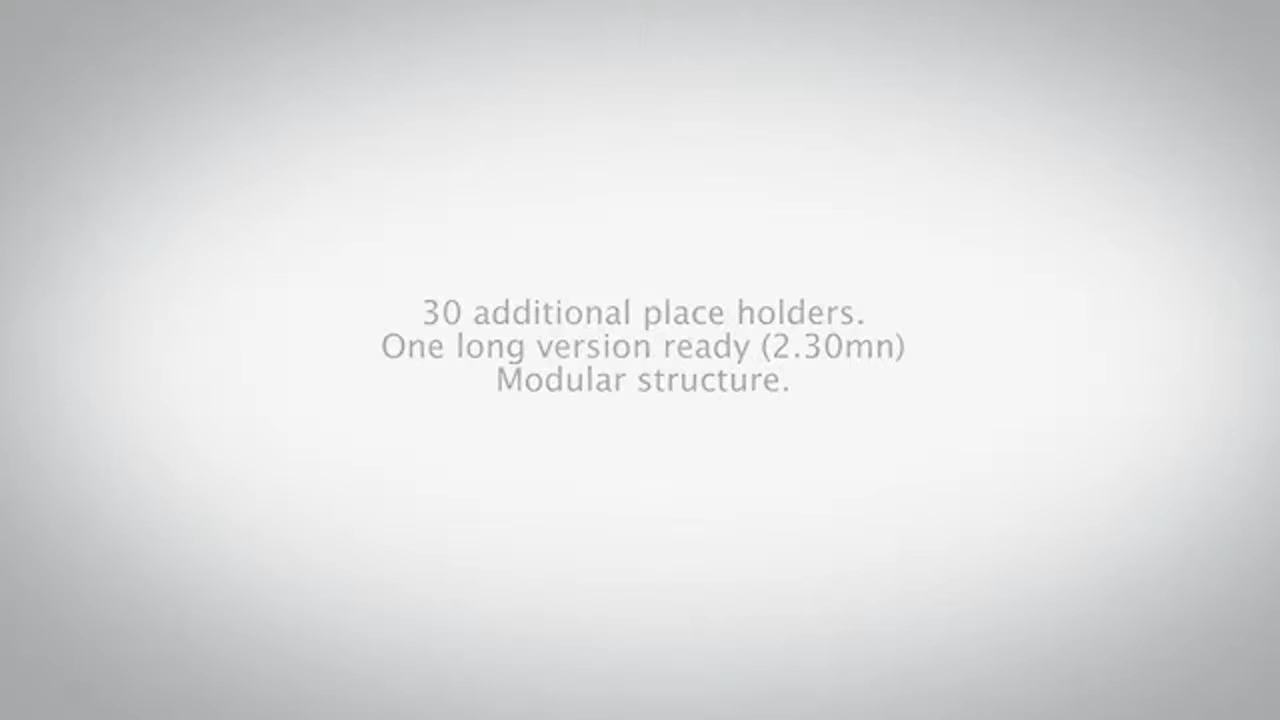 30 additional place holders.
One long version ready (2.30mn)
Modular structure.